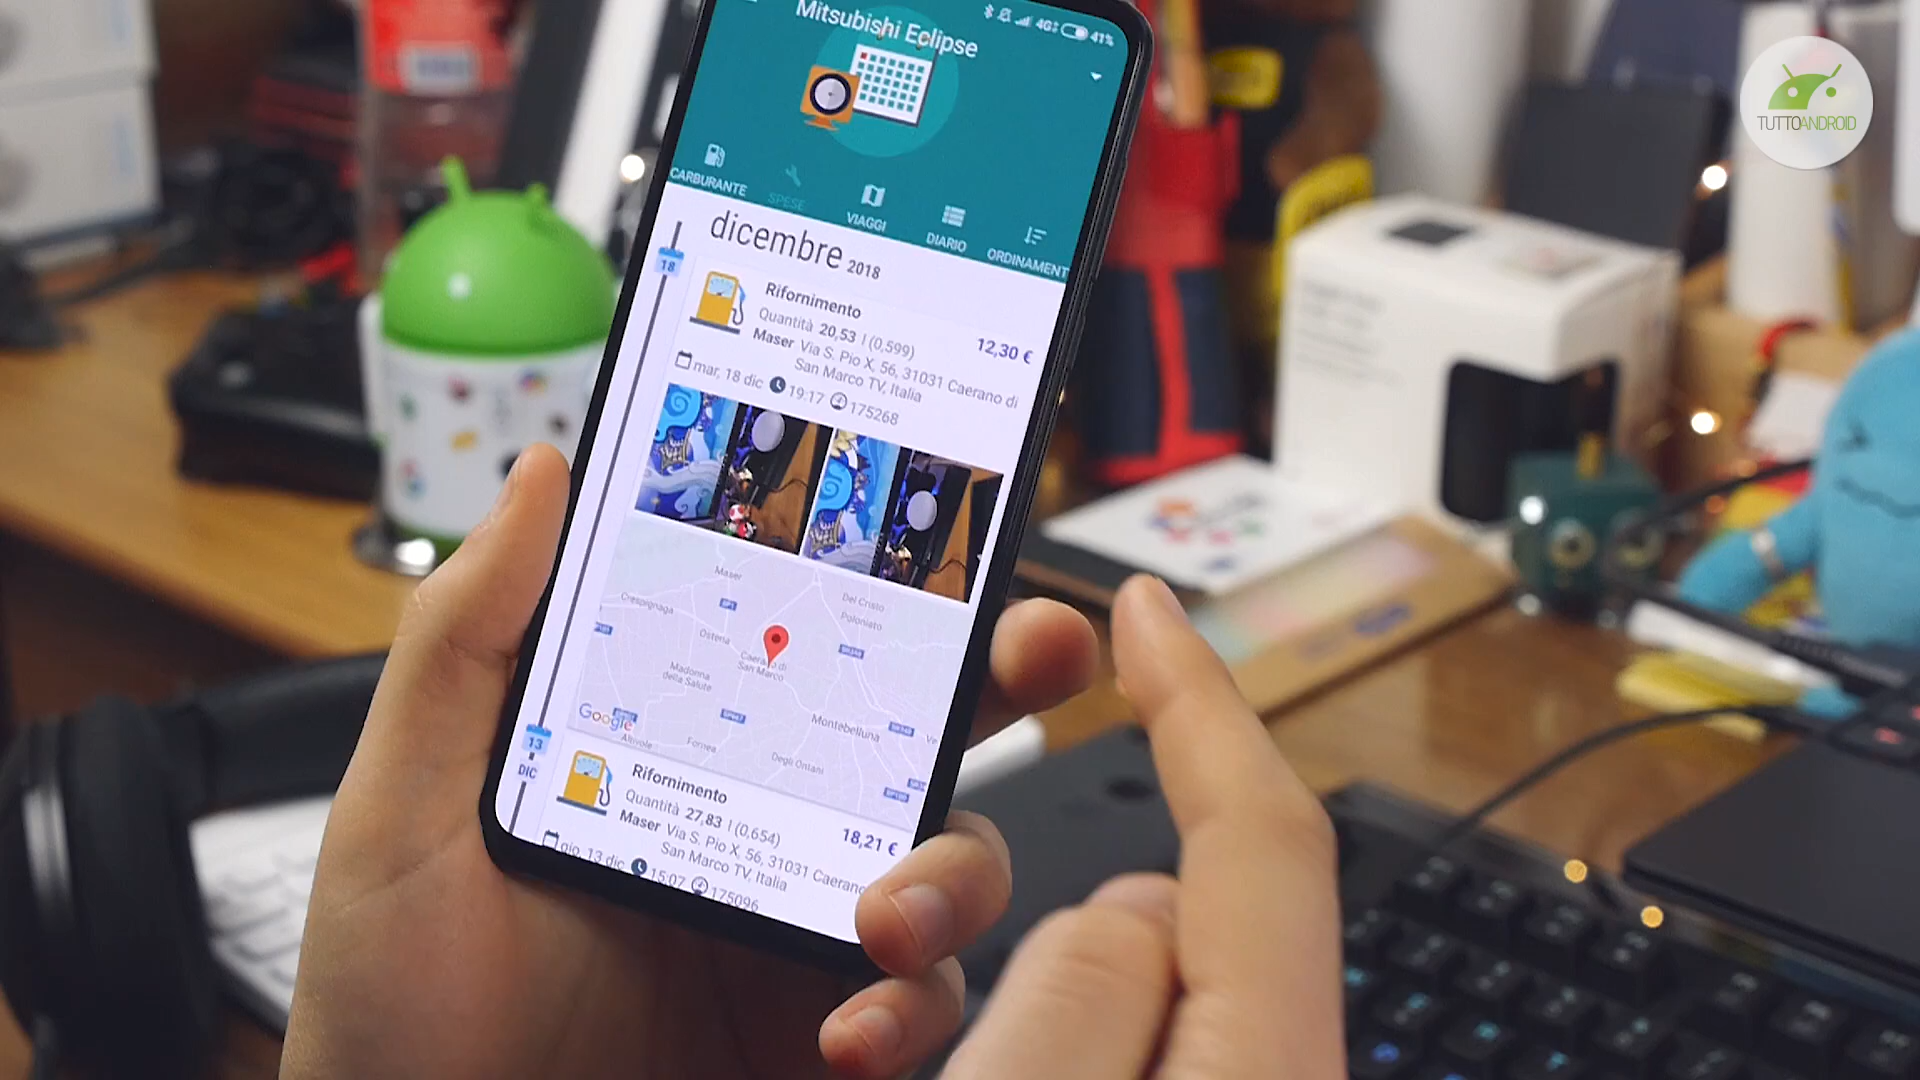 Mitsubishi Eclipse
4G
41%
TUTTOANDROID
CARBURANTE
SPESE
VIAGGI
DIARIO
ORDINAMENT
dicembre 2018
18
Rifornimento
Quantità 20,53 l (0,599)
12,30 €
Maser Via S. Pio X, 56, 31031 Caerano di
San Marco TV, Italia
mar, 18 dic 19:17 175268
Maser
Crespignaga
SP1
Del Cristo
Poloniato
Ostena
Caerano di
San Marco
Madonna
della Salute
Montebelluna
Google
Altivole
Fornea
Degli Ontani
13
DIC
Rifornimento
Quantità 27,83 l (0,654)
18,21 €
Maser Via S. Pio X, 56, 31031 Caerano
San Marco TV, Italia
gio, 13 dic 15:07 175096